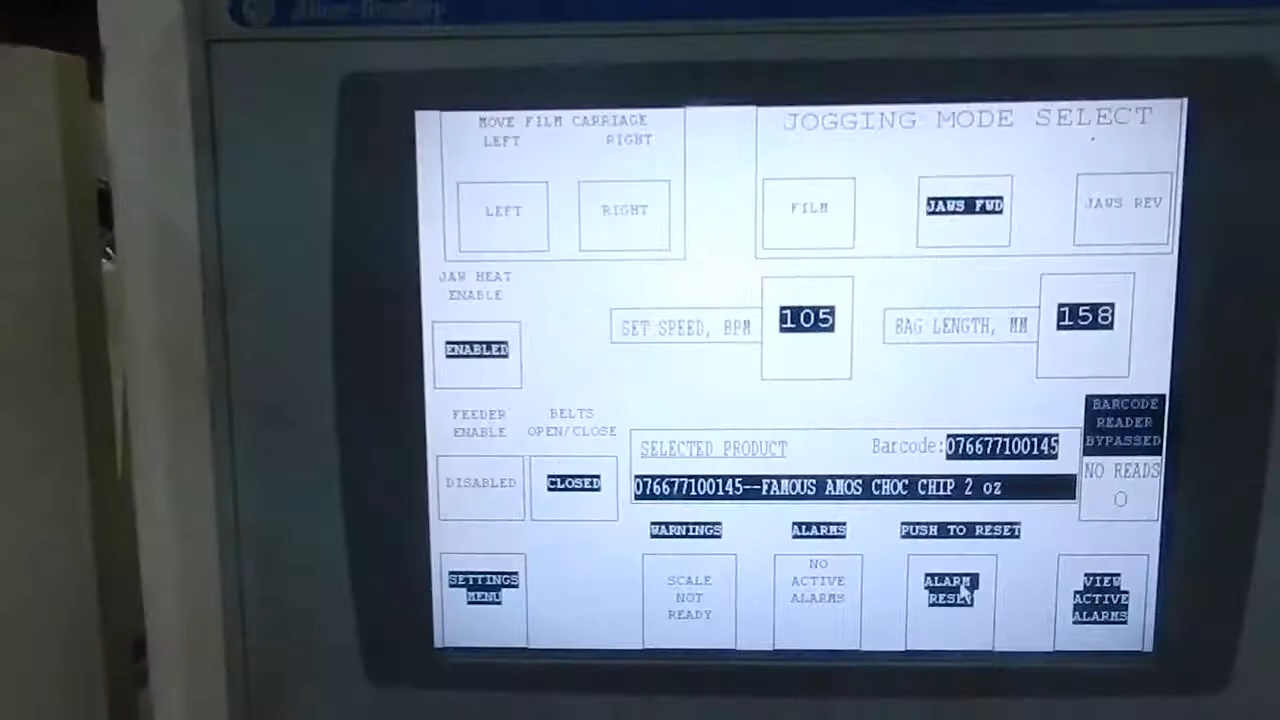 Allen-Bradley
MOVE FILM CARRIAGE
LEFT RIGHT
LEFT
RIGHT
JOGGING MODE SELECT
FILM
JAWS FWD
JAWS REV
JAW HEAT
ENABLE
ENABLED
SET SPEED, BPM
105
BAG LENGTH, MM
158
FEEDER
ENABLE
DISABLED
BELTS
OPEN/CLOSE
CLOSED
SELECTED PRODUCT
Barcode:076677100145
076677100145--FAMOUS AMOS CHOC CHIP 2 oz
BARCODE
READER
BYPASSED
NO READS
0
SETTINGS
MENU
WARNINGS
SCALE
NOT
READY
ALARMS
NO
ACTIVE
ALARMS
PUSH TO RESET
ALARM
RESET
VIEW
ACTIVE
ALARMS